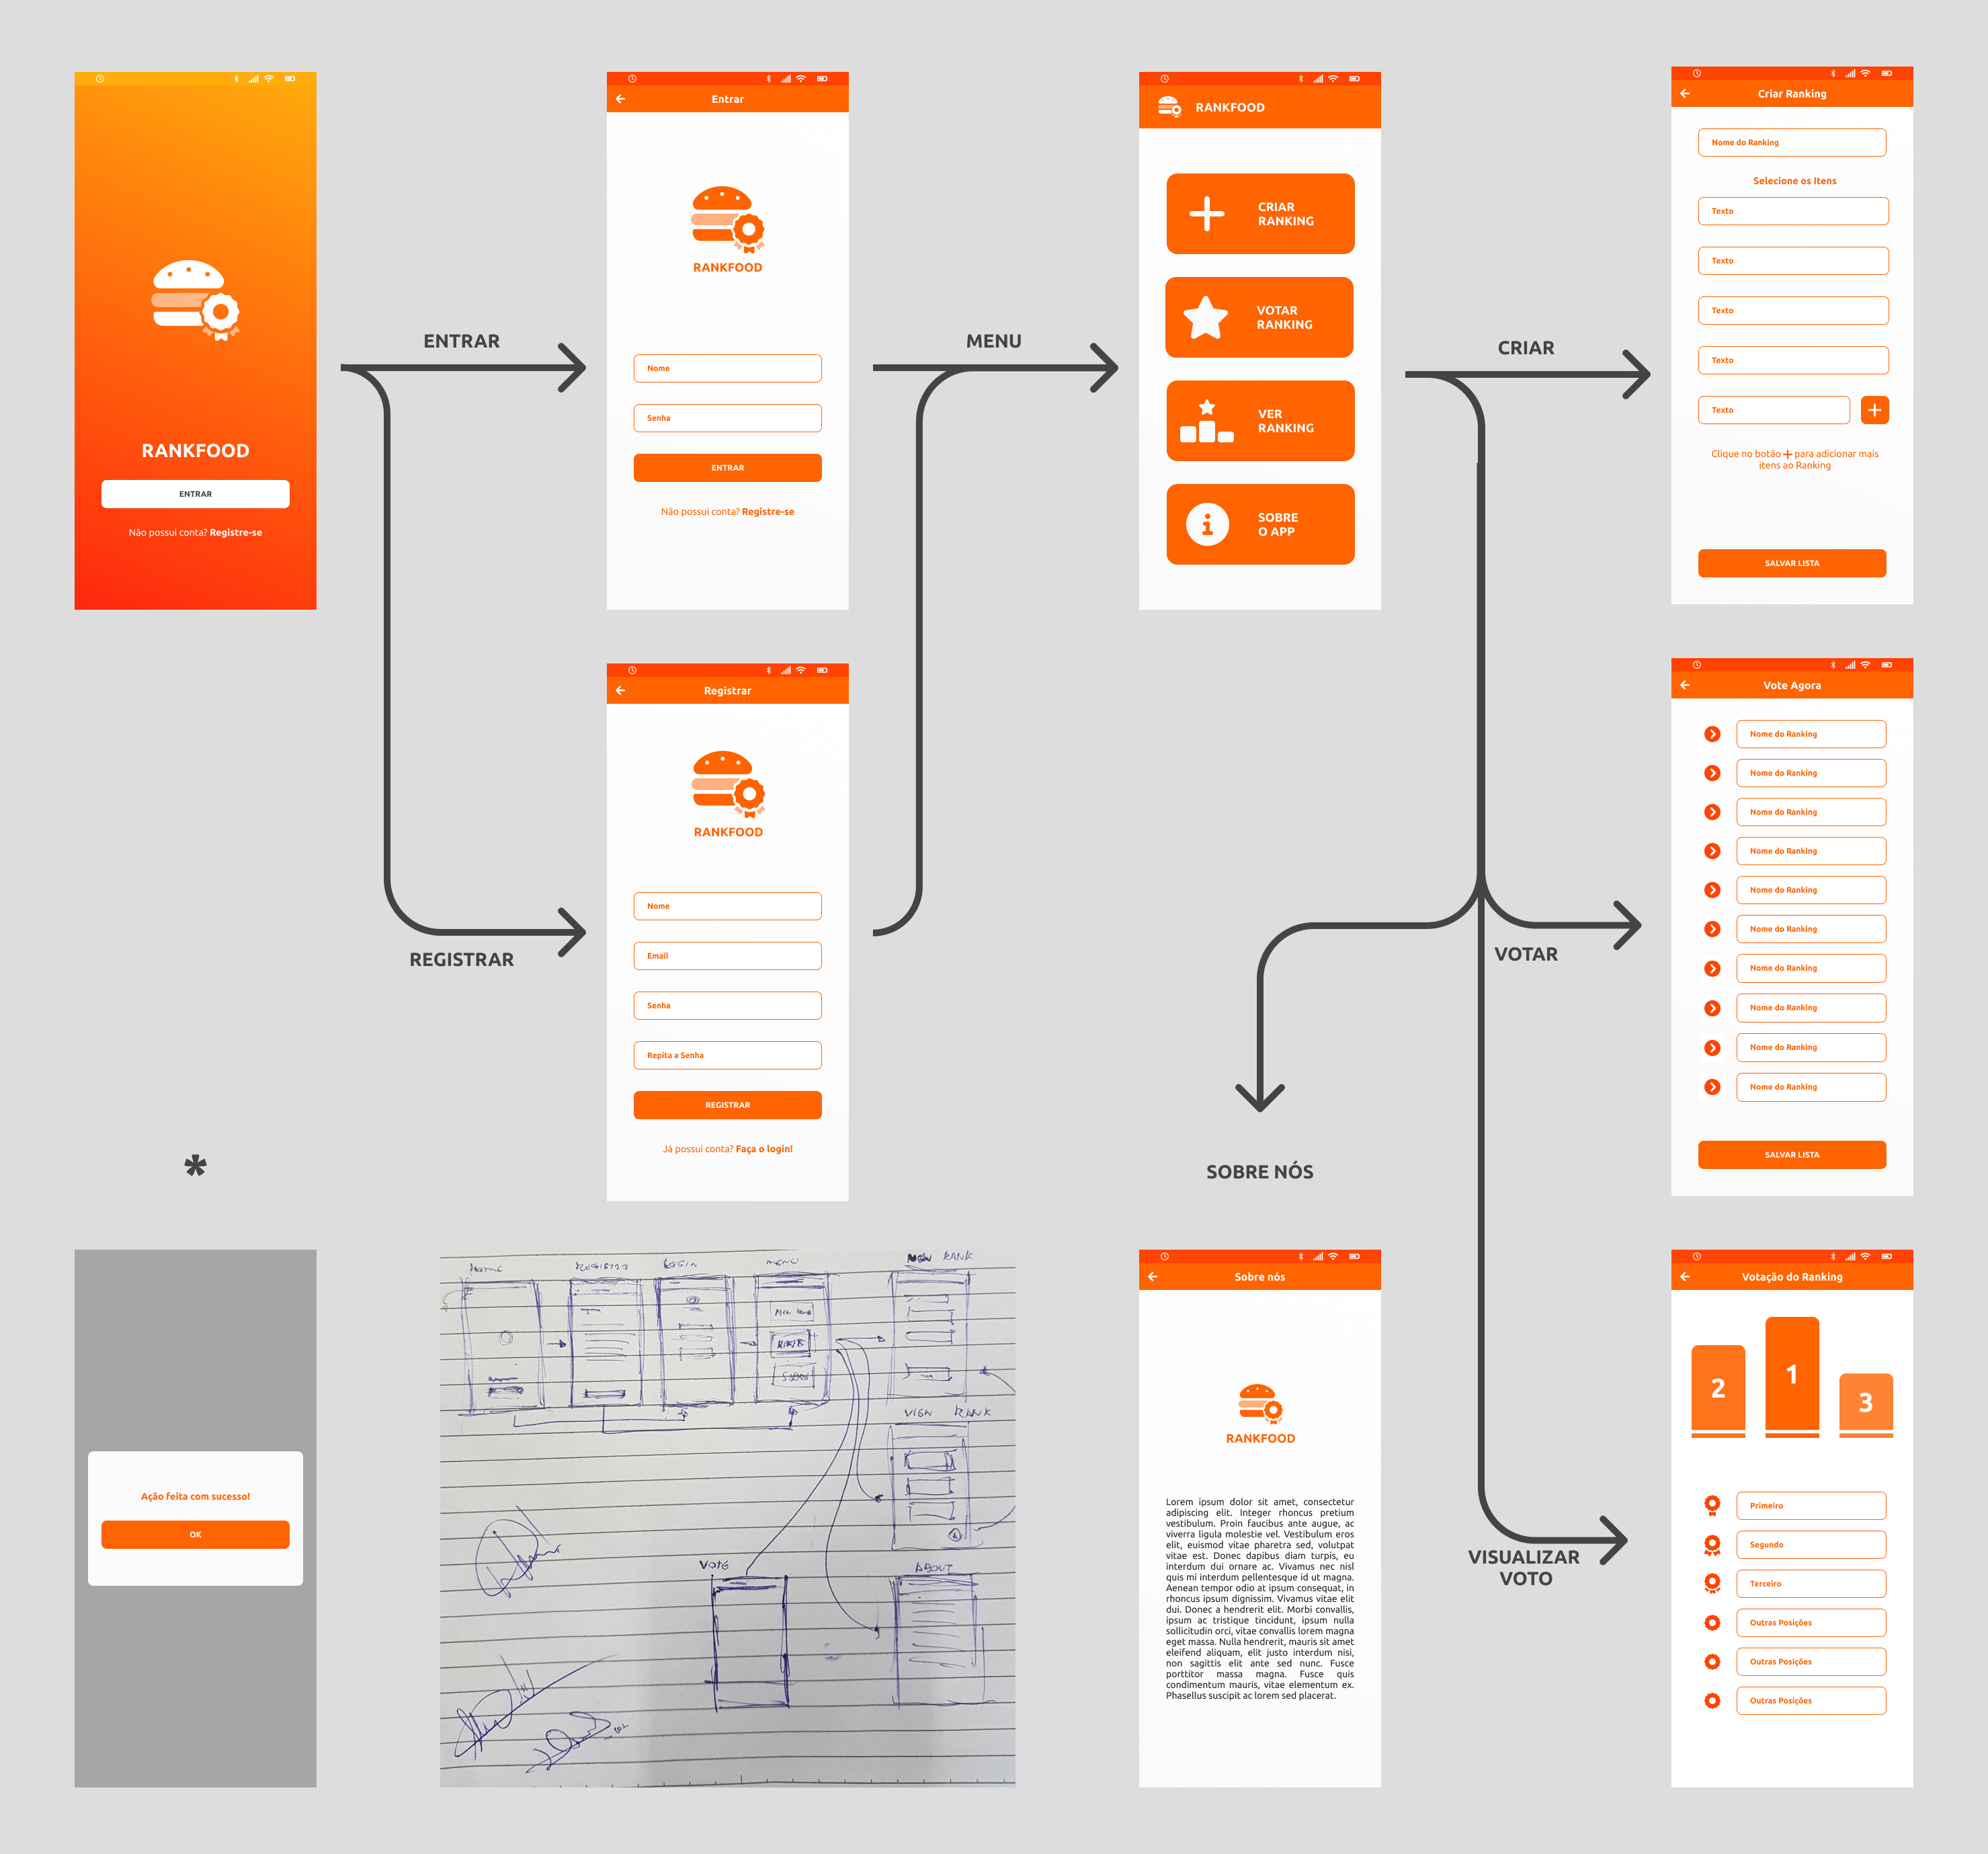 RANKFOOD
ENTRAR
Não possui conta? Registre-se
ENTRAR
REGISTRAR
Entrar
RANKFOOD
Nome
Senha
ENTRAR
Não possui conta? Registre-se
Registrar
RANKFOOD
Nome
Email
Senha
Repita a Senha
REGISTRAR
Já possui conta? Faça o login!
MENU
RANKFOOD
CRIAR
RANKING
VOTAR
RANKING
VER
RANKING
SOBRE
O APP
CRIAR
VOTAR
SOBRE NÓS
VISUALIZAR
VOTO
Criar Ranking
Nome do Ranking
Selecione os Itens
Texto
Texto
Texto
Texto
Texto
Clique no botão + para adicionar mais
itens ao Ranking
SALVAR LISTA
Vote Agora
Nome do Ranking
Nome do Ranking
Nome do Ranking
Nome do Ranking
Nome do Ranking
Nome do Ranking
Nome do Ranking
Nome do Ranking
Nome do Ranking
Nome do Ranking
SALVAR LISTA
*
Ação feita com sucesso!
OK
HOME
REGISTRO
LOGIN
MENU
NEW RANK
VIEW RANK
VOTE
ABOUT
Sobre nós
RANKFOOD
Lorem ipsum dolor sit amet, consectetur
adipiscing elit. Integer rhoncus pretium
vestibulum. Proin faucibus ante augue, ac
viverra ligula molestie vel. Vestibulum eros
elit, euismod vitae pharetra sed, volutpat
vitae est. Donec dapibus diam turpis, eu
interdum dui ornare ac. Vivamus nec nisl
quis mi interdum pellentesque id ut magna.
Aenean tempor odio at ipsum consequat, in
rhoncus ipsum dignissim. Vivamus vitae elit
dui. Donec a hendrerit elit. Morbi convallis,
ipsum ac tristique tincidunt, ipsum nulla
sollicitudin orci, vitae convallis lorem magna
eget massa. Nulla hendrerit, mauris sit amet
eleifend aliquam, elit justo interdum nisi,
non sagittis elit ante sed nunc. Fusce
porttitor massa magna. Fusce quis
condimentum mauris, vitae elementum ex.
Phasellus suscipit ac lorem sed placerat.
Votação do Ranking
2
1
3
Primeiro
Segundo
Terceiro
Outras Posições
Outras Posições
Outras Posições